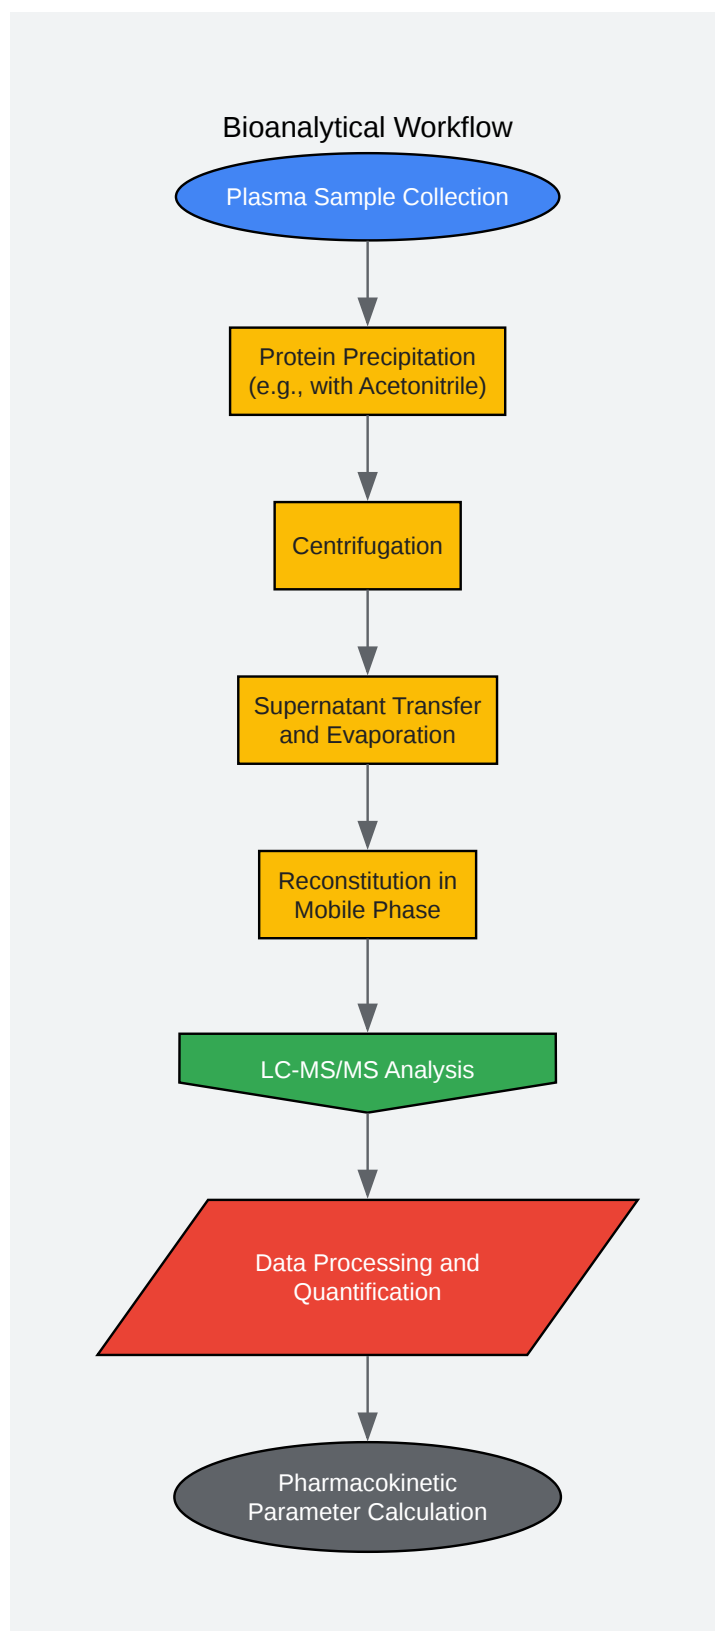 Bioanalytical Workflow
Plasma Sample Collection
Protein Precipitation
(e.g., with Acetonitrile)
Centrifugation
Supernatant Transfer
and Evaporation
Reconstitution in
Mobile Phase
LC-MS/MS Analysis
Data Processing and
Quantification
Pharmacokinetic
Parameter Calculation